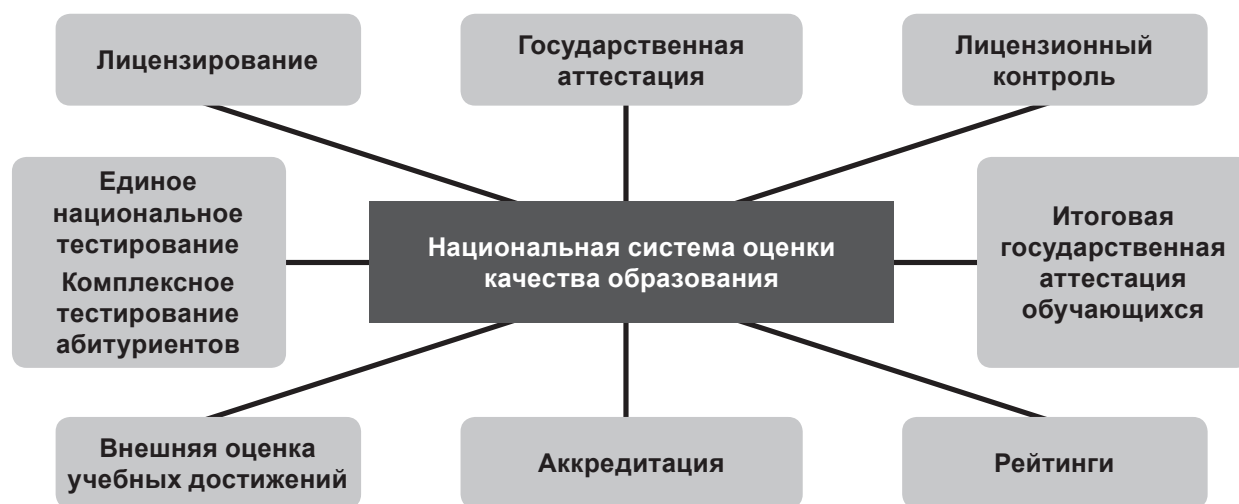 Лицензирование
Государственная
аттестация
Лицензионный
контроль
Единое
национальное
тестирование
Комплексное
тестирование
абитуриентов
Национальная система оценки
качества образования
Итоговая
государственная
аттестация
обучающихся
Внешняя оценка
учебных достижений
Аккредитация
Рейтинги